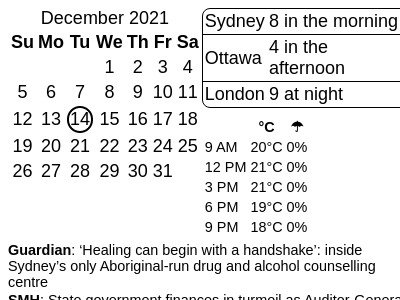 December 2021
Su Mo Tu We Th Fr Sa
1 2 3 4
5 6 7 8 9 10 11
12 13 14 15 16 17 18
19 20 21 22 23 24 25
26 27 28 29 30 31
Sydney 8 in the morning
Ottawa 4 in the
afternoon
London 9 at night
°C ☂
9 AM 20°C 0%
12 PM 21°C 0%
3 PM 21°C 0%
6 PM 19°C 0%
9 PM 18°C 0%
Guardian: ‘Healing can begin with a handshake’: inside
Sydney’s only Aboriginal-run drug and alcohol counselling
centre
SMH: State government finances in turmoil as Auditor-Genera